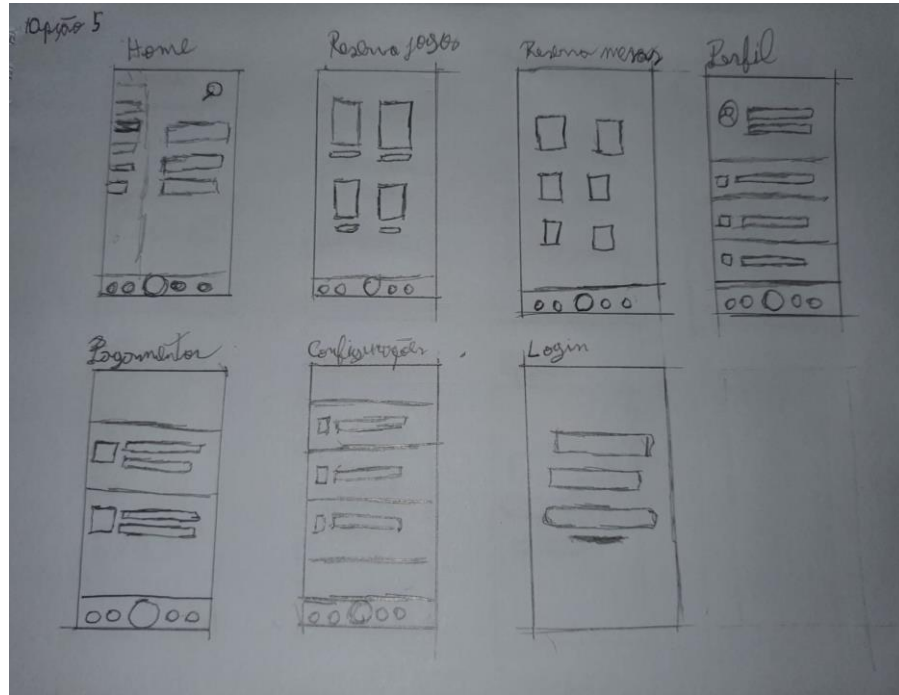 Opção 5
Home
Reserva jogos
Reserva mesas
Perfil
Pagamentos
Configurações
Login